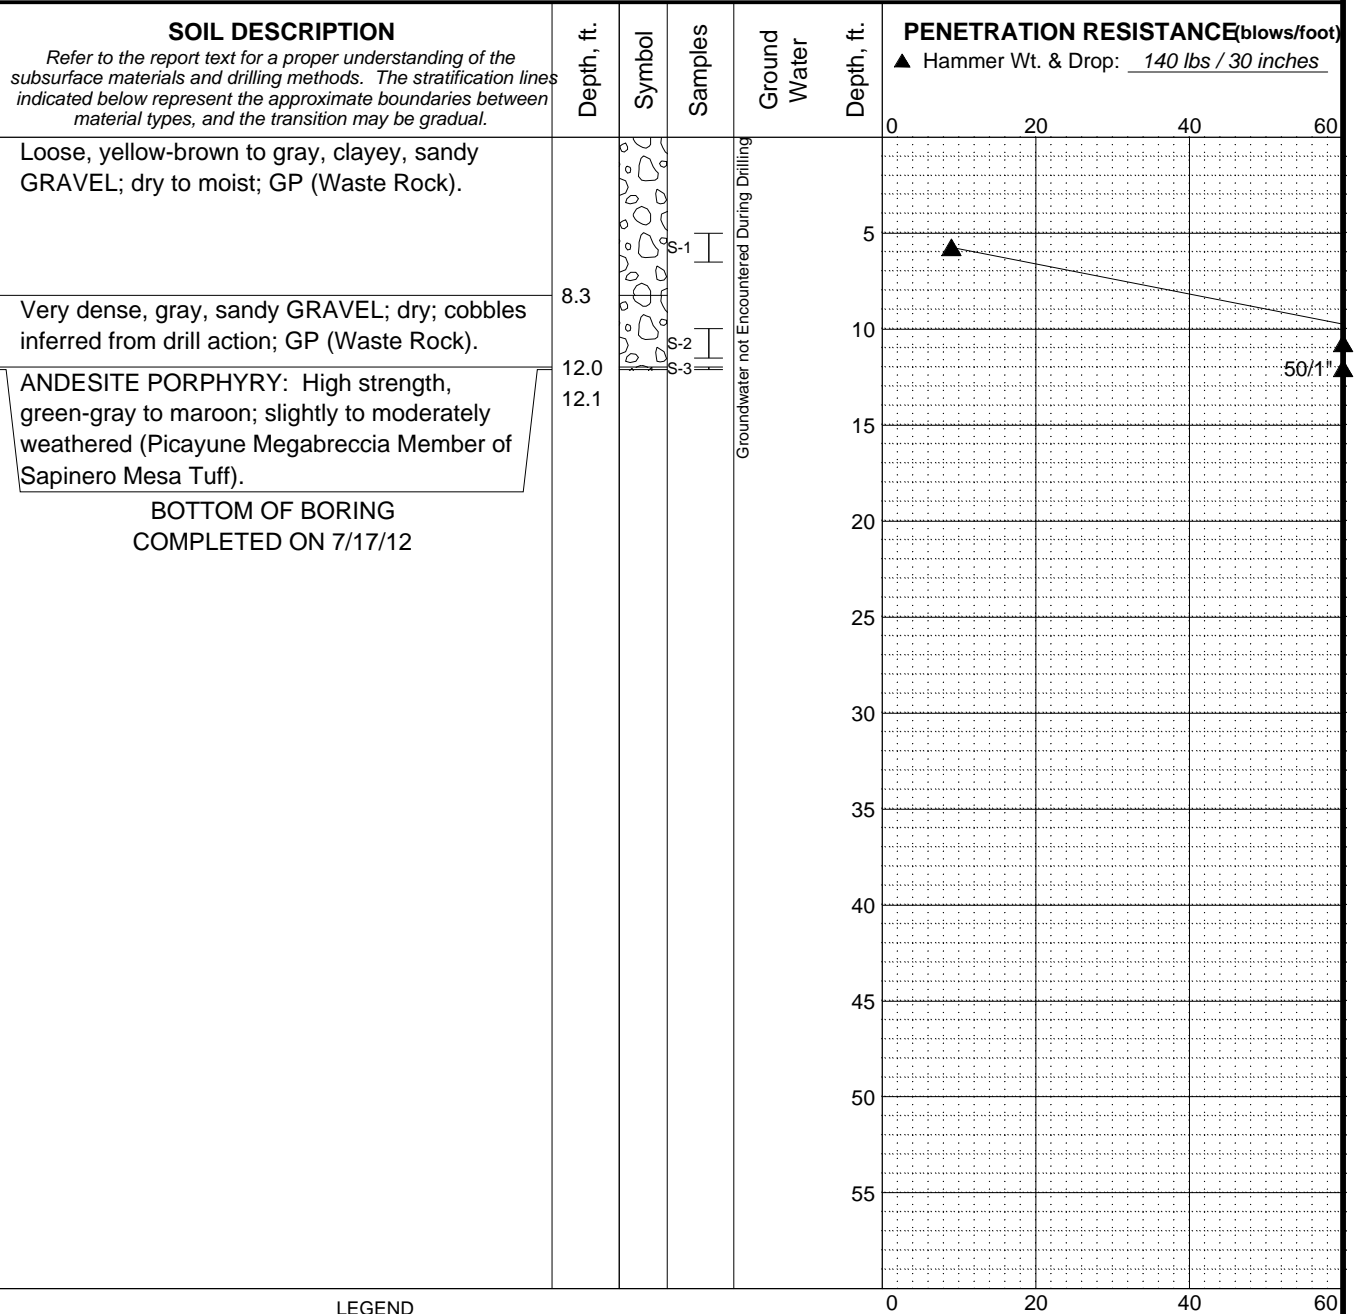 SOIL DESCRIPTION
Refer to the report text for a proper understanding of the
subsurface materials and drilling methods. The stratification lines
indicated below represent the approximate boundaries between
material types, and the transition may be gradual.
Depth, ft.
Symbol
Samples
Ground
Water
Depth, ft.
PENETRATION RESISTANCE(blows/foot)
▲ Hammer Wt. & Drop: 140 lbs / 30 inches
0 20 40 60
Loose, yellow-brown to gray, clayey, sandy
GRAVEL; dry to moist; GP (Waste Rock).
8.3
Very dense, gray, sandy GRAVEL; dry; cobbles
inferred from drill action; GP (Waste Rock).
12.0
ANDESITE PORPHYRY: High strength,
green-gray to maroon; slightly to moderately
weathered (Picayune Megabreccia Member of
Sapinero Mesa Tuff).
12.1
BOTTOM OF BORING
COMPLETED ON 7/17/12
S-1
S-2
S-3
Groundwater not Encountered During Drilling
5
10
50/1"
15
20
25
30
35
40
45
50
55
LEGEND
0 20 40 60